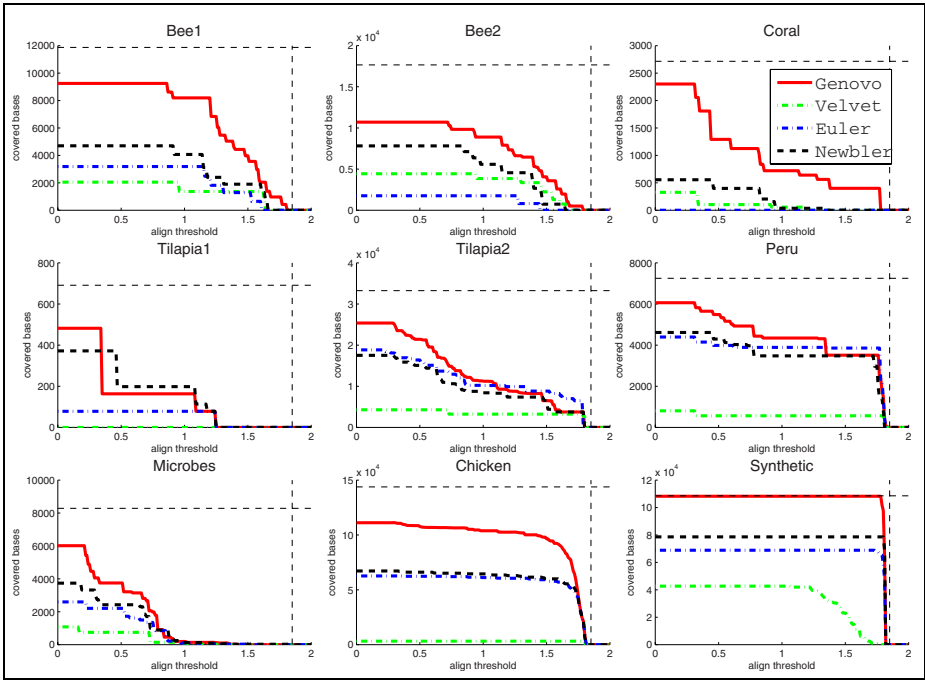 Bee1
12000
10000
8000
6000
4000
2000
0
covered bases
0 0.5 1 1.5 2
align threshold
Bee2
x 10^4
2
1.5
1
0.5
0
covered bases
0 0.5 1 1.5 2
align threshold
Coral
3000
2500
2000
1500
1000
500
0
covered bases
0 0.5 1 1.5 2
align threshold
Genovo
Velvet
Euler
Newbler
Tilapia1
800
600
400
200
0
covered bases
0 0.5 1 1.5 2
align threshold
Tilapia2
x 10^4
4
3
2
1
0
covered bases
0 0.5 1 1.5 2
align threshold
Peru
8000
6000
4000
2000
0
covered bases
0 0.5 1 1.5 2
align threshold
Microbes
10000
8000
6000
4000
2000
0
covered bases
0 0.5 1 1.5 2
align threshold
Chicken
x 10^4
15
10
5
0
covered bases
0 0.5 1 1.5 2
align threshold
Synthetic
x 10^4
12
10
8
6
4
2
0
covered bases
0 0.5 1 1.5 2
align threshold